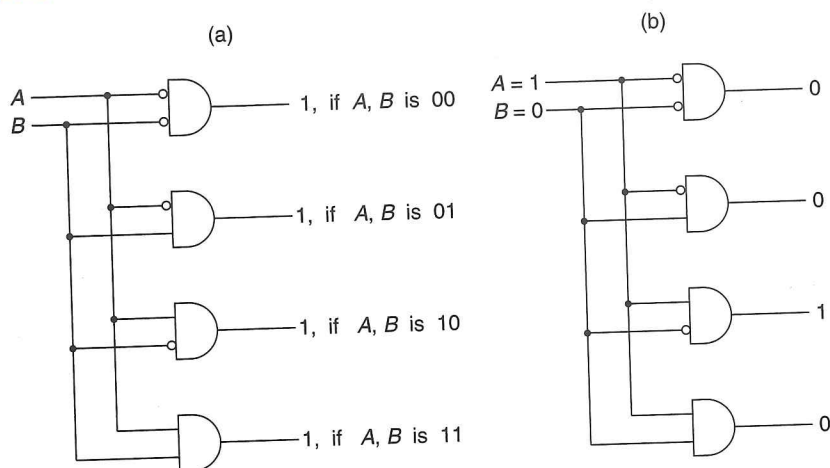 (a)
A
B
1, if A, B is 00
1, if A, B is 01
1, if A, B is 10
1, if A, B is 11
(b)
A = 1
B = 0
0
0
1
0